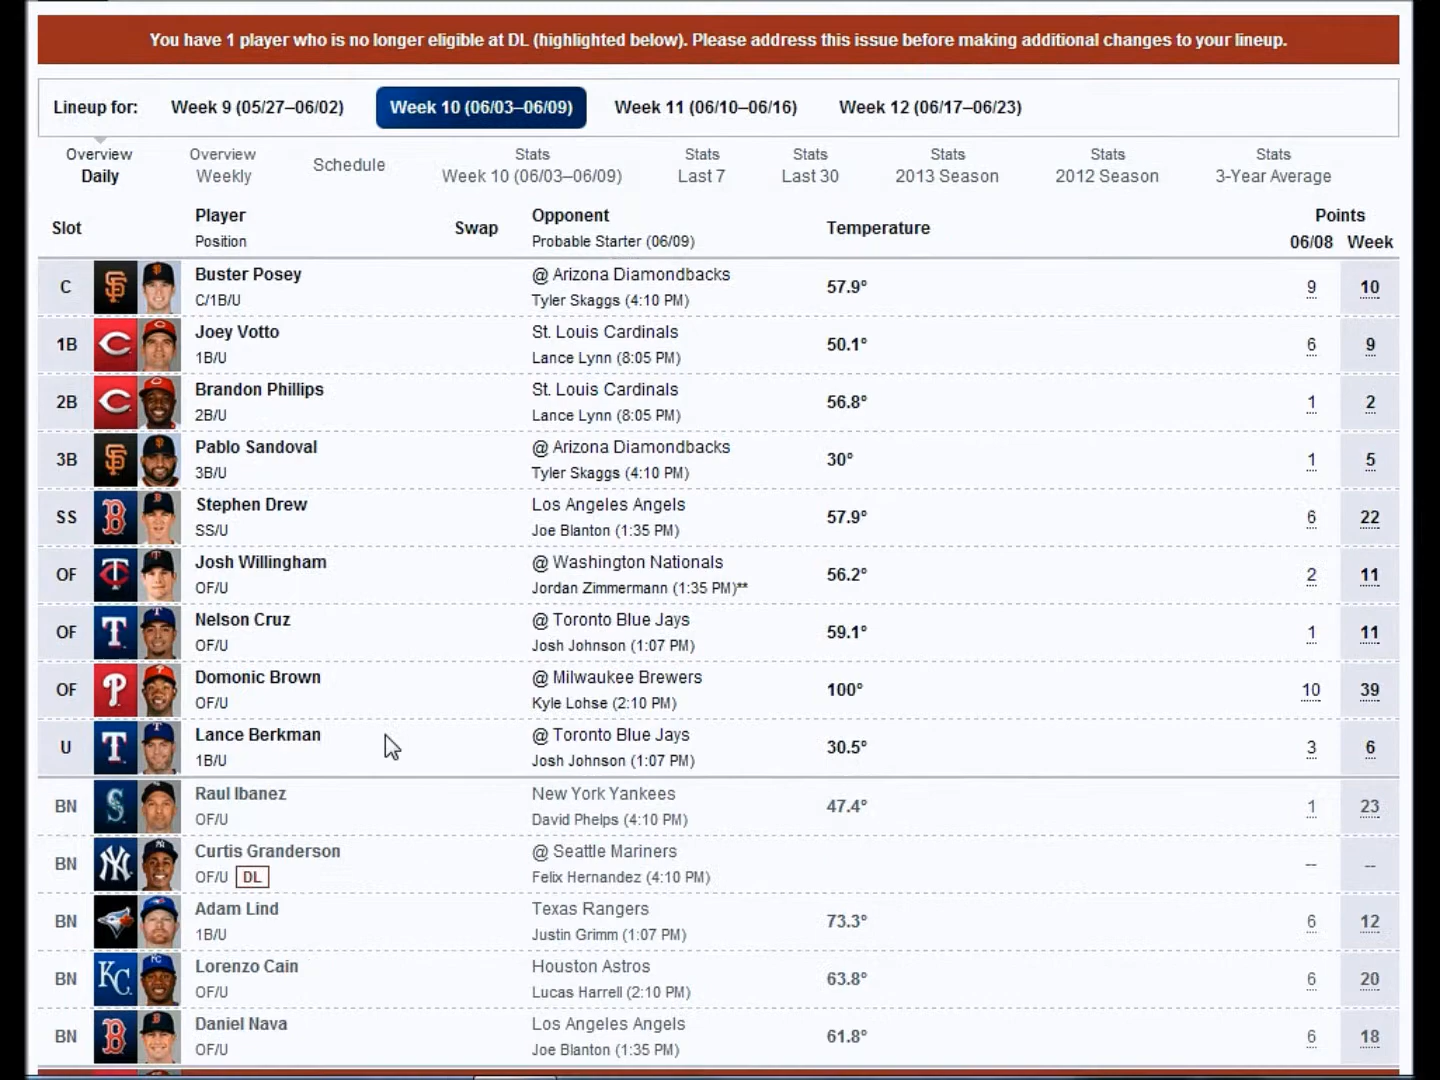 You have 1 player who is no longer eligible at DL (highlighted below). Please address this issue before making additional changes to your lineup.
Lineup for: Week 9 (05/27–06/02) Week 10 (06/03–06/09) Week 11 (06/10–06/16) Week 12 (06/17–06/23)
Overview Overview Schedule Stats Stats Stats Stats Stats Stats
Daily Weekly Week 10 (06/03–06/09) Last 7 Last 30 2013 Season 2012 Season 3-Year Average
Slot Player Swap Opponent Temperature Points
Position Probable Starter (06/09) 06/08 Week
C Buster Posey @ Arizona Diamondbacks 57.9° 9 10
C/1B/U Tyler Skaggs (4:10 PM)
1B Joey Votto St. Louis Cardinals 50.1° 6 9
1B/U Lance Lynn (8:05 PM)
2B Brandon Phillips St. Louis Cardinals 56.8° 1 2
2B/U Lance Lynn (8:05 PM)
3B Pablo Sandoval @ Arizona Diamondbacks 30° 1 5
3B/U Tyler Skaggs (4:10 PM)
SS Stephen Drew Los Angeles Angels 57.9° 6 22
SS/U Joe Blanton (1:35 PM)
OF Josh Willingham @ Washington Nationals 56.2° 2 11
OF/U Jordan Zimmermann (1:35 PM)**
OF Nelson Cruz @ Toronto Blue Jays 59.1° 1 11
OF/U Josh Johnson (1:07 PM)
OF Domonic Brown @ Milwaukee Brewers 100° 10 39
OF/U Kyle Lohse (2:10 PM)
U Lance Berkman @ Toronto Blue Jays 30.5° 3 6
1B/U Josh Johnson (1:07 PM)
BN Raul Ibanez New York Yankees 47.4° 1 23
OF/U David Phelps (4:10 PM)
BN Curtis Granderson @ Seattle Mariners -- --
OF/U DL Felix Hernandez (4:10 PM)
BN Adam Lind Texas Rangers 73.3° 6 12
1B/U Justin Grimm (1:07 PM)
BN Lorenzo Cain Houston Astros 63.8° 6 20
OF/U Lucas Harrell (2:10 PM)
BN Daniel Nava Los Angeles Angels 61.8° 6 18
OF/U Joe Blanton (1:35 PM)